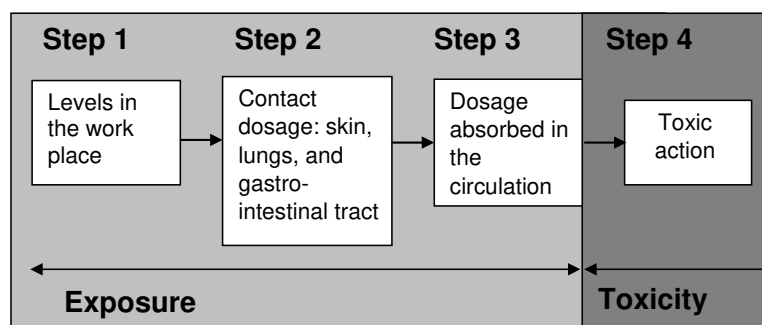 Step 1
Step 2
Step 3
Step 4
Levels in
the work
place
Contact
dosage: skin,
lungs, and
gastro-
intestinal tract
Dosage
absorbed in
the
circulation
Toxic
action
Exposure
Toxicity